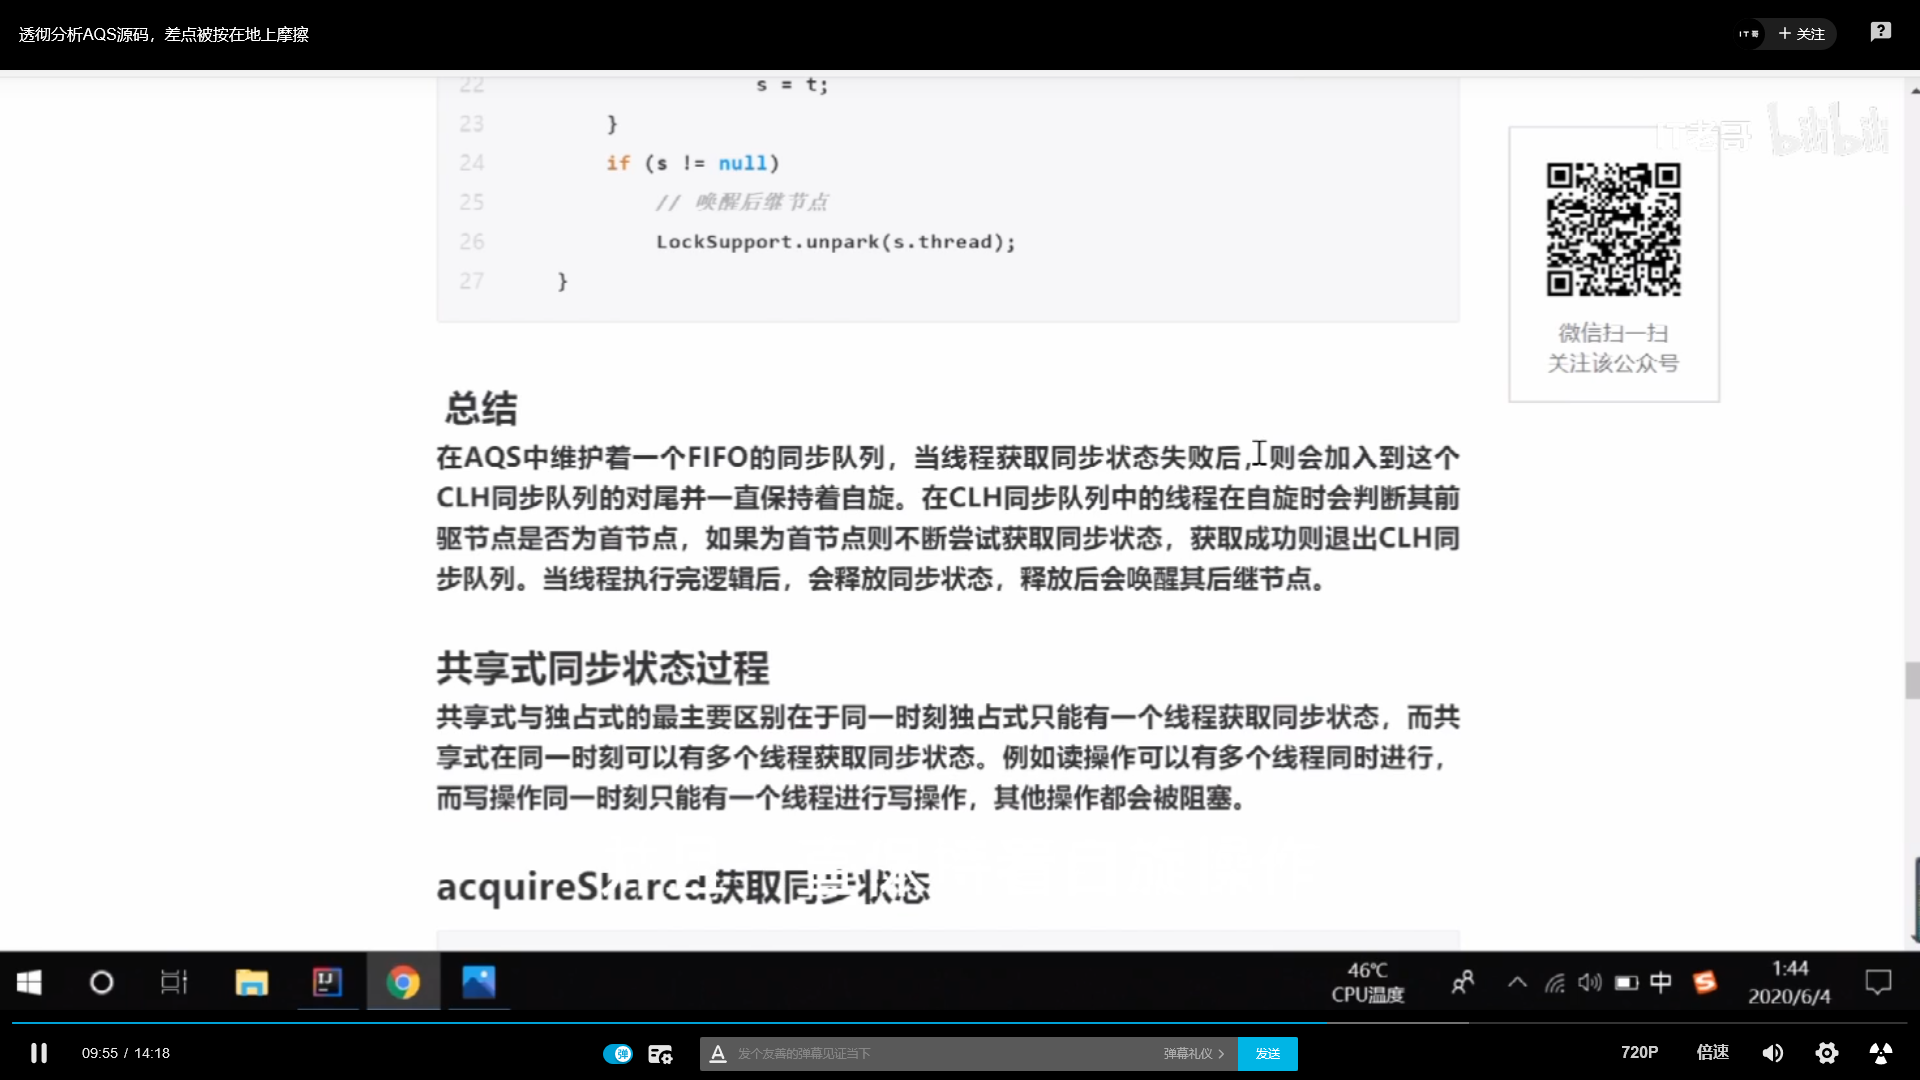 透彻分析AQS源码，差点被按在地上摩擦
IT哥
+ 关注
22 s = t;
23 }
24 if (s != null)
25 // 唤醒后继节点
26 LockSupport.unpark(s.thread);
27 }
IT老哥 bilibili
微信扫一扫
关注该公众号
总结
在AQS中维护着一个FIFO的同步队列，当线程获取同步状态失败后，则会加入到这个
CLH同步队列的对尾并一直保持着自旋。在CLH同步队列中的线程在自旋时会判断其前
驱节点是否为首节点，如果为首节点则不断尝试获取同步状态，获取成功则退出CLH同
步队列。当线程执行完逻辑后，会释放同步状态，释放后会唤醒其后继节点。
共享式同步状态过程
共享式与独占式的最主要区别在于同一时刻独占式只能有一个线程获取同步状态，而共
享式在同一时刻可以有多个线程获取同步状态。例如读操作可以有多个线程同时进行，
而写操作同一时刻只能有一个线程进行写操作，其他操作都会被阻塞。
acquireShared获取同步状态
46℃
CPU温度
中
1:44
2020/6/4
09:55 / 14:18
弹
发个友善的弹幕见证当下
弹幕礼仪 >
发送
720P
倍速